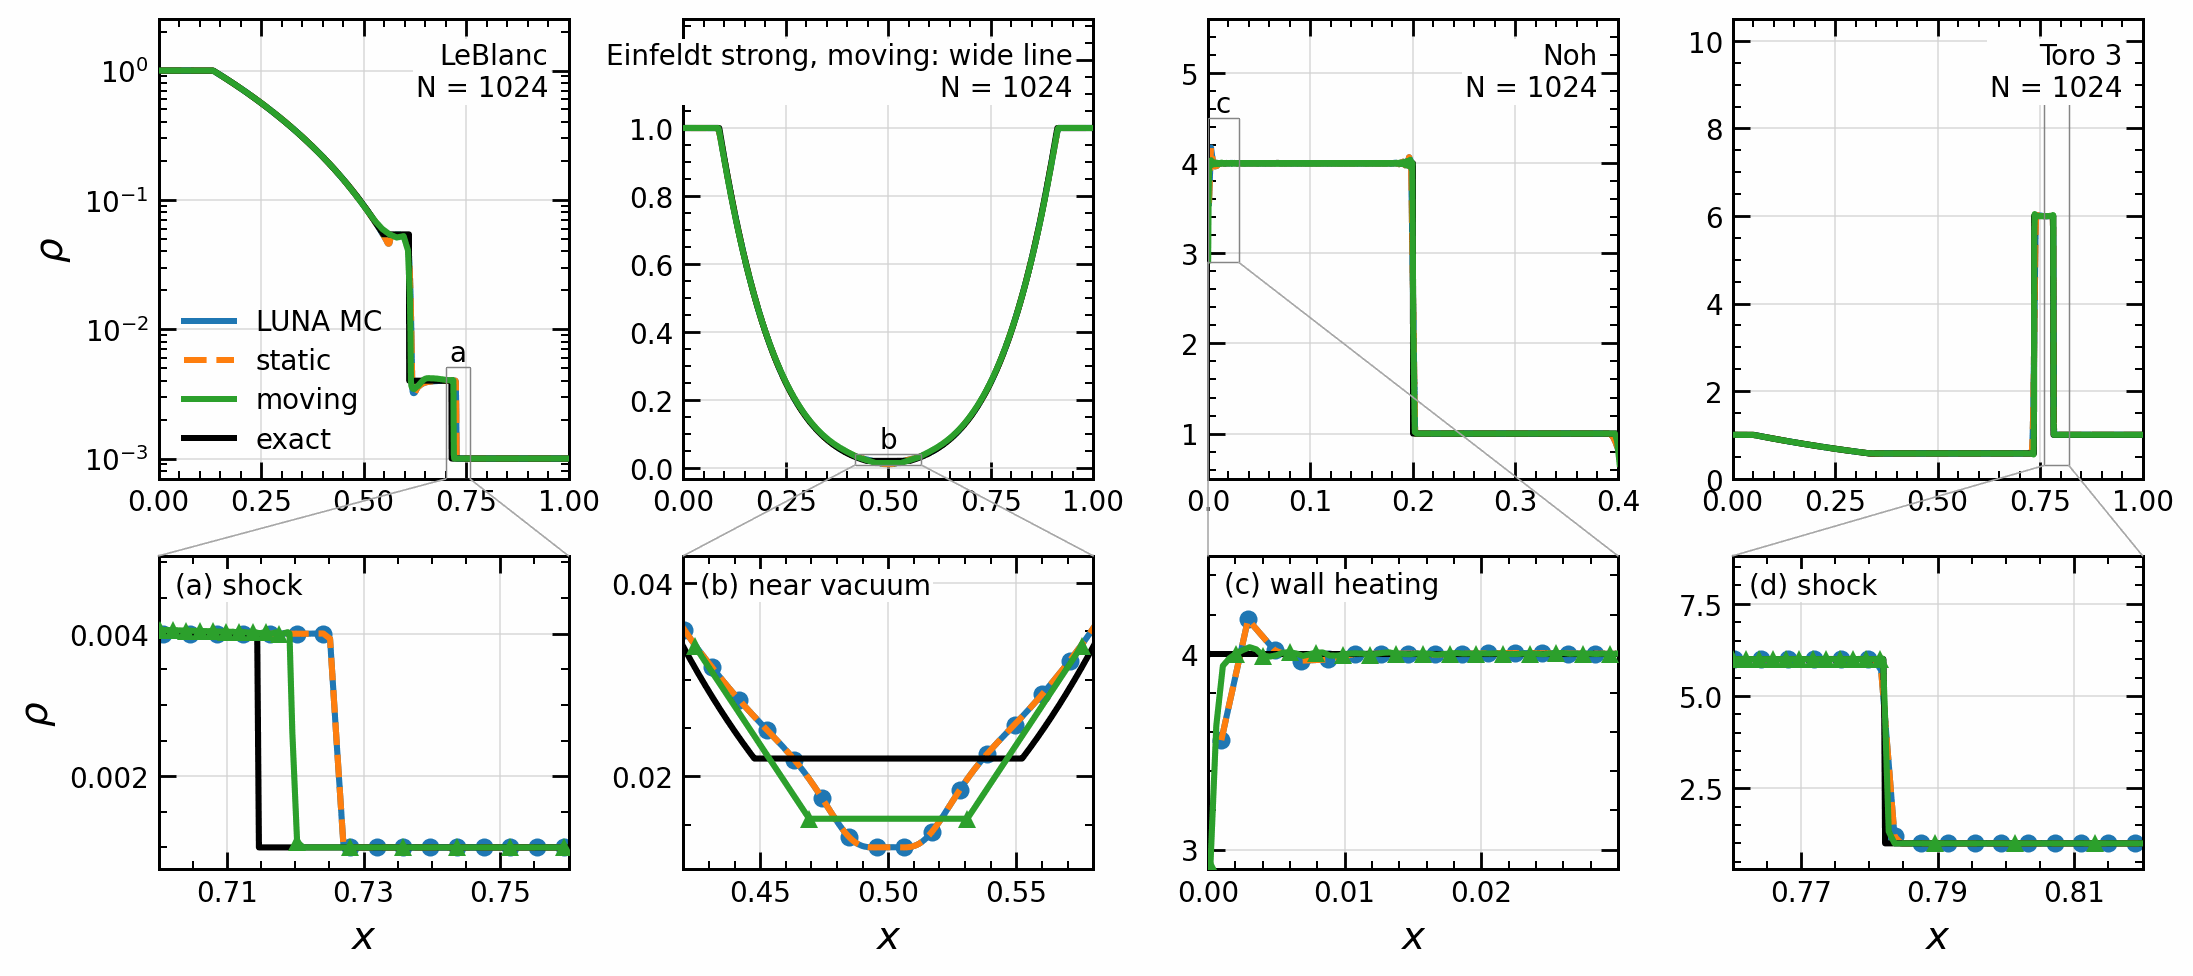 LeBlanc
N = 1024
10⁰
10⁻¹
10⁻²
10⁻³
ρ
LUNA MC
static
moving
exact
a
0.00 0.25 0.50 0.75 1.00
Einfeldt strong, moving: wide line
N = 1024
1.0
0.8
0.6
0.4
0.2
0.0
b
0.00 0.25 0.50 0.75 1.00
Noh
N = 1024
5
4
3
2
1
c
0.0 0.1 0.2 0.3 0.4
Toro 3
N = 1024
10
8
6
4
2
0
0.00 0.25 0.50 0.75 1.00
(a) shock
0.004
0.002
ρ
0.71 0.73 0.75
x
(b) near vacuum
0.04
0.02
0.45 0.50 0.55
x
(c) wall heating
4
3
0.00 0.01 0.02
x
(d) shock
7.5
5.0
2.5
0.77 0.79 0.81
x